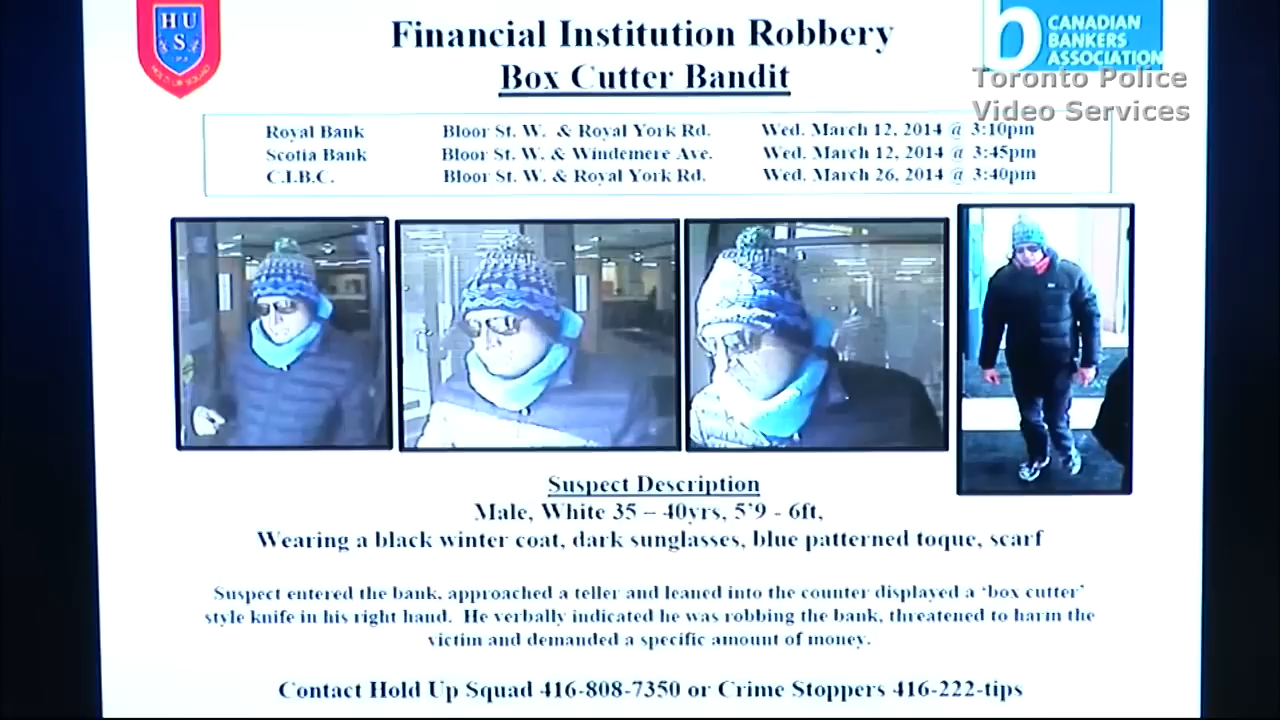 H U
S
HOLD UP SQUAD
Financial Institution Robbery
Box Cutter Bandit
CANADIAN
BANKERS
ASSOCIATION
Toronto Police
Video Services
Royal Bank Bloor St. W. & Royal York Rd. Wed. March 12, 2014 @ 3:10pm
Scotia Bank Bloor St. W. & Windemere Ave. Wed. March 12, 2014 @ 3:45pm
C.I.B.C. Bloor St. W. & Royal York Rd. Wed. March 26, 2014 @ 3:40pm
Suspect Description
Male, White 35 – 40yrs, 5'9 - 6ft,
Wearing a black winter coat, dark sunglasses, blue patterned toque, scarf
Suspect entered the bank, approached a teller and leaned into the counter displayed a 'box cutter'
style knife in his right hand. He verbally indicated he was robbing the bank, threatened to harm the
victim and demanded a specific amount of money.
Contact Hold Up Squad 416-808-7350 or Crime Stoppers 416-222-tips